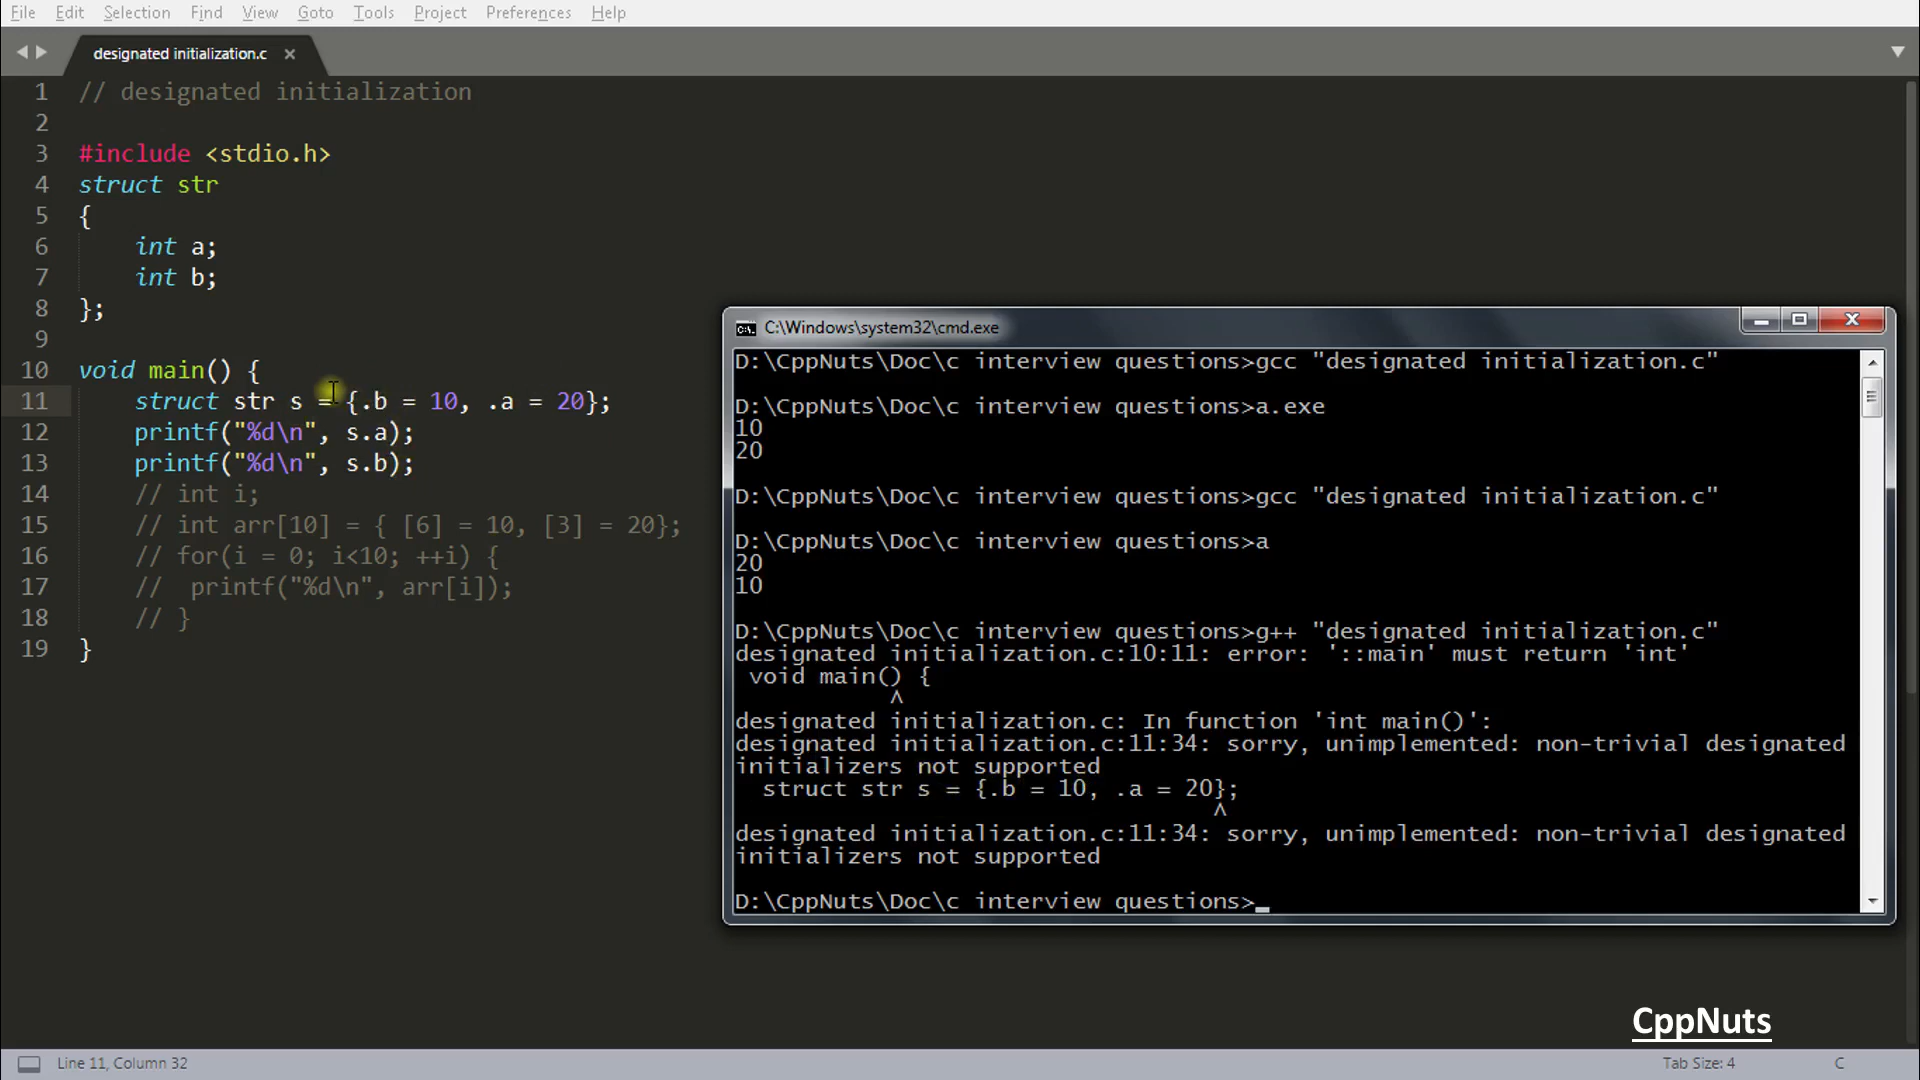 File Edit Selection Find View Goto Tools Project Preferences Help
designated initialization.c ×
1 // designated initialization
2
3 #include <stdio.h>
4 struct str
5 {
6 int a;
7 int b;
8 };
9
10 void main() {
11 struct str s = {.b = 10, .a = 20};
12 printf("%d\n", s.a);
13 printf("%d\n", s.b);
14 // int i;
15 // int arr[10] = { [6] = 10, [3] = 20};
16 // for(i = 0; i<10; ++i) {
17 //  printf("%d\n", arr[i]);
18 // }
19 }
C:\Windows\system32\cmd.exe
D:\CppNuts\Doc\c interview questions>gcc "designated initialization.c"
D:\CppNuts\Doc\c interview questions>a.exe
10
20
D:\CppNuts\Doc\c interview questions>gcc "designated initialization.c"
D:\CppNuts\Doc\c interview questions>a
20
10
D:\CppNuts\Doc\c interview questions>g++ "designated initialization.c"
designated initialization.c:10:11: error: '::main' must return 'int'
void main() {
^
designated initialization.c: In function 'int main()':
designated initialization.c:11:34: sorry, unimplemented: non-trivial designated
initializers not supported
struct str s = {.b = 10, .a = 20};
^
designated initialization.c:11:34: sorry, unimplemented: non-trivial designated
initializers not supported
D:\CppNuts\Doc\c interview questions>_
CppNuts
Line 11, Column 32
Tab Size: 4
C